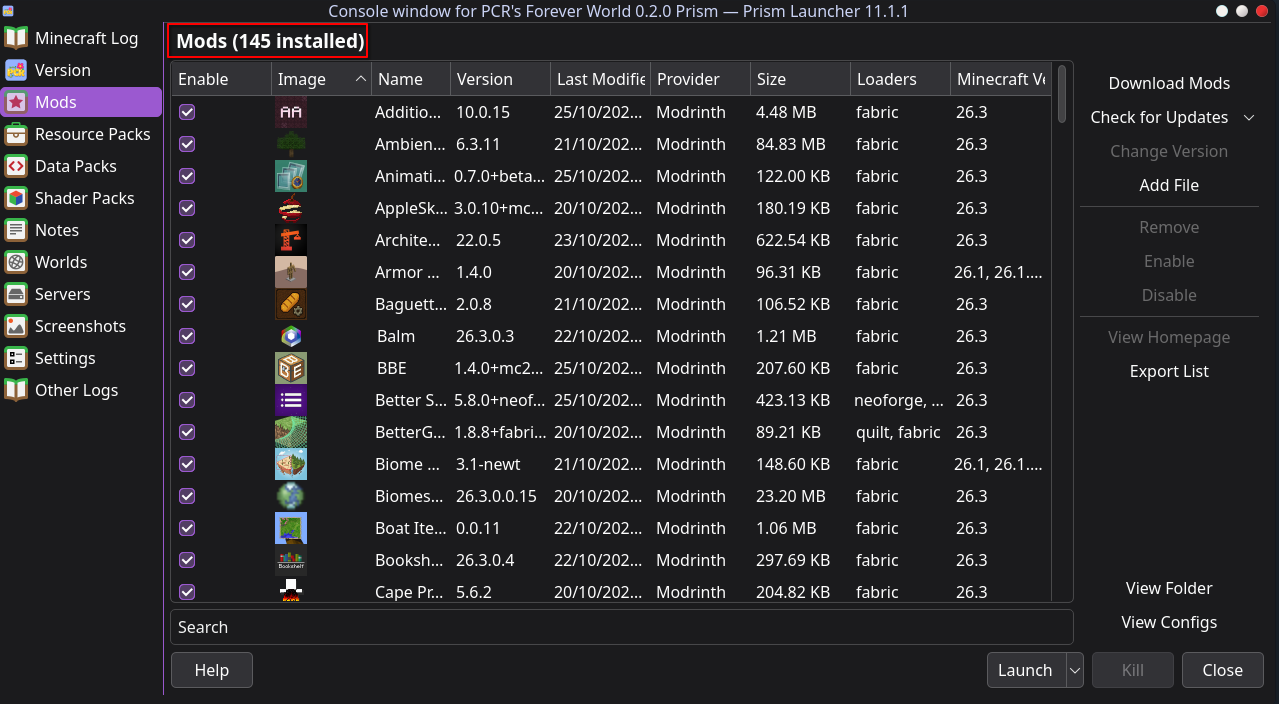 Console window for PCR's Forever World 0.2.0 Prism — Prism Launcher 11.1.1
Minecraft Log
Version
Mods
Resource Packs
Data Packs
Shader Packs
Notes
Worlds
Servers
Screenshots
Settings
Other Logs
Mods (145 installed)
Enable Image Name Version Last Modifie Provider Size Loaders Minecraft Ve
AA Additio... 10.0.15 25/10/202... Modrinth 4.48 MB fabric 26.3
Ambien... 6.3.11 21/10/202... Modrinth 84.83 MB fabric 26.3
Animati... 0.7.0+beta... 25/10/202... Modrinth 122.00 KB fabric 26.3
AppleSk... 3.0.10+mc... 20/10/202... Modrinth 180.19 KB fabric 26.3
Archite... 22.0.5 23/10/202... Modrinth 622.54 KB fabric 26.3
Armor ... 1.4.0 20/10/202... Modrinth 96.31 KB fabric 26.1, 26.1....
Baguett... 2.0.8 21/10/202... Modrinth 106.52 KB fabric 26.3
Balm 26.3.0.3 22/10/202... Modrinth 1.21 MB fabric 26.3
BBE BBE 1.4.0+mc2... 25/10/202... Modrinth 207.60 KB fabric 26.3
Better S... 5.8.0+neof... 25/10/202... Modrinth 423.13 KB neoforge, ... 26.3
BetterG... 1.8.8+fabri... 20/10/202... Modrinth 89.21 KB quilt, fabric 26.3
Biome ... 3.1-newt 21/10/202... Modrinth 148.60 KB fabric 26.1, 26.1....
Biomes... 26.3.0.0.15 20/10/202... Modrinth 23.20 MB fabric 26.3
Boat Ite... 0.0.11 22/10/202... Modrinth 1.06 MB fabric 26.3
Bookshelf Booksh... 26.3.0.4 22/10/202... Modrinth 297.69 KB fabric 26.3
Cape Pr... 5.6.2 20/10/202... Modrinth 204.82 KB fabric 26.3
Search
Download Mods
Check for Updates
Change Version
Add File
Remove
Enable
Disable
View Homepage
Export List
View Folder
View Configs
Help Launch Kill Close